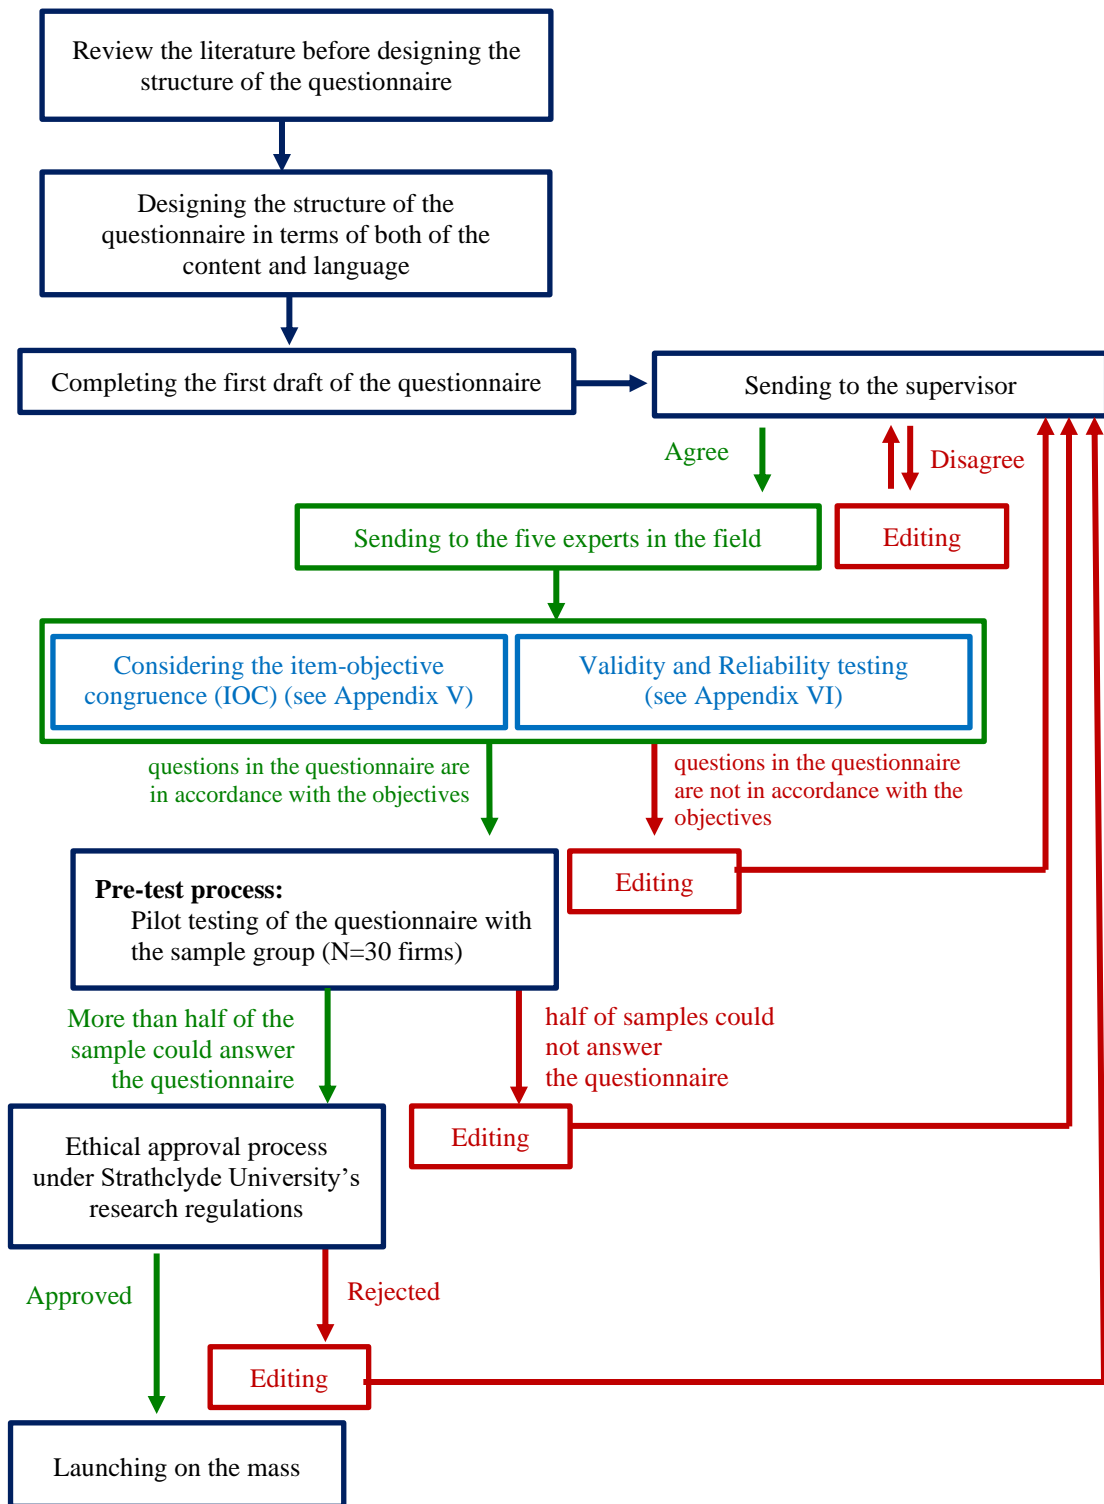 Review the literature before designing the
structure of the questionnaire
Designing the structure of the
questionnaire in terms of both of the
content and language
Completing the first draft of the questionnaire
Sending to the supervisor
Agree
Disagree
Sending to the five experts in the field
Editing
Considering the item-objective
congruence (IOC) (see Appendix V)
Validity and Reliability testing
(see Appendix VI)
questions in the questionnaire are
in accordance with the objectives
questions in the questionnaire
are not in accordance with the
objectives
Pre-test process:
Pilot testing of the questionnaire with
the sample group (N=30 firms)
Editing
More than half of the
sample could answer
the questionnaire
half of samples could
not answer
the questionnaire
Ethical approval process
under Strathclyde University’s
research regulations
Editing
Approved
Rejected
Editing
Launching on the mass